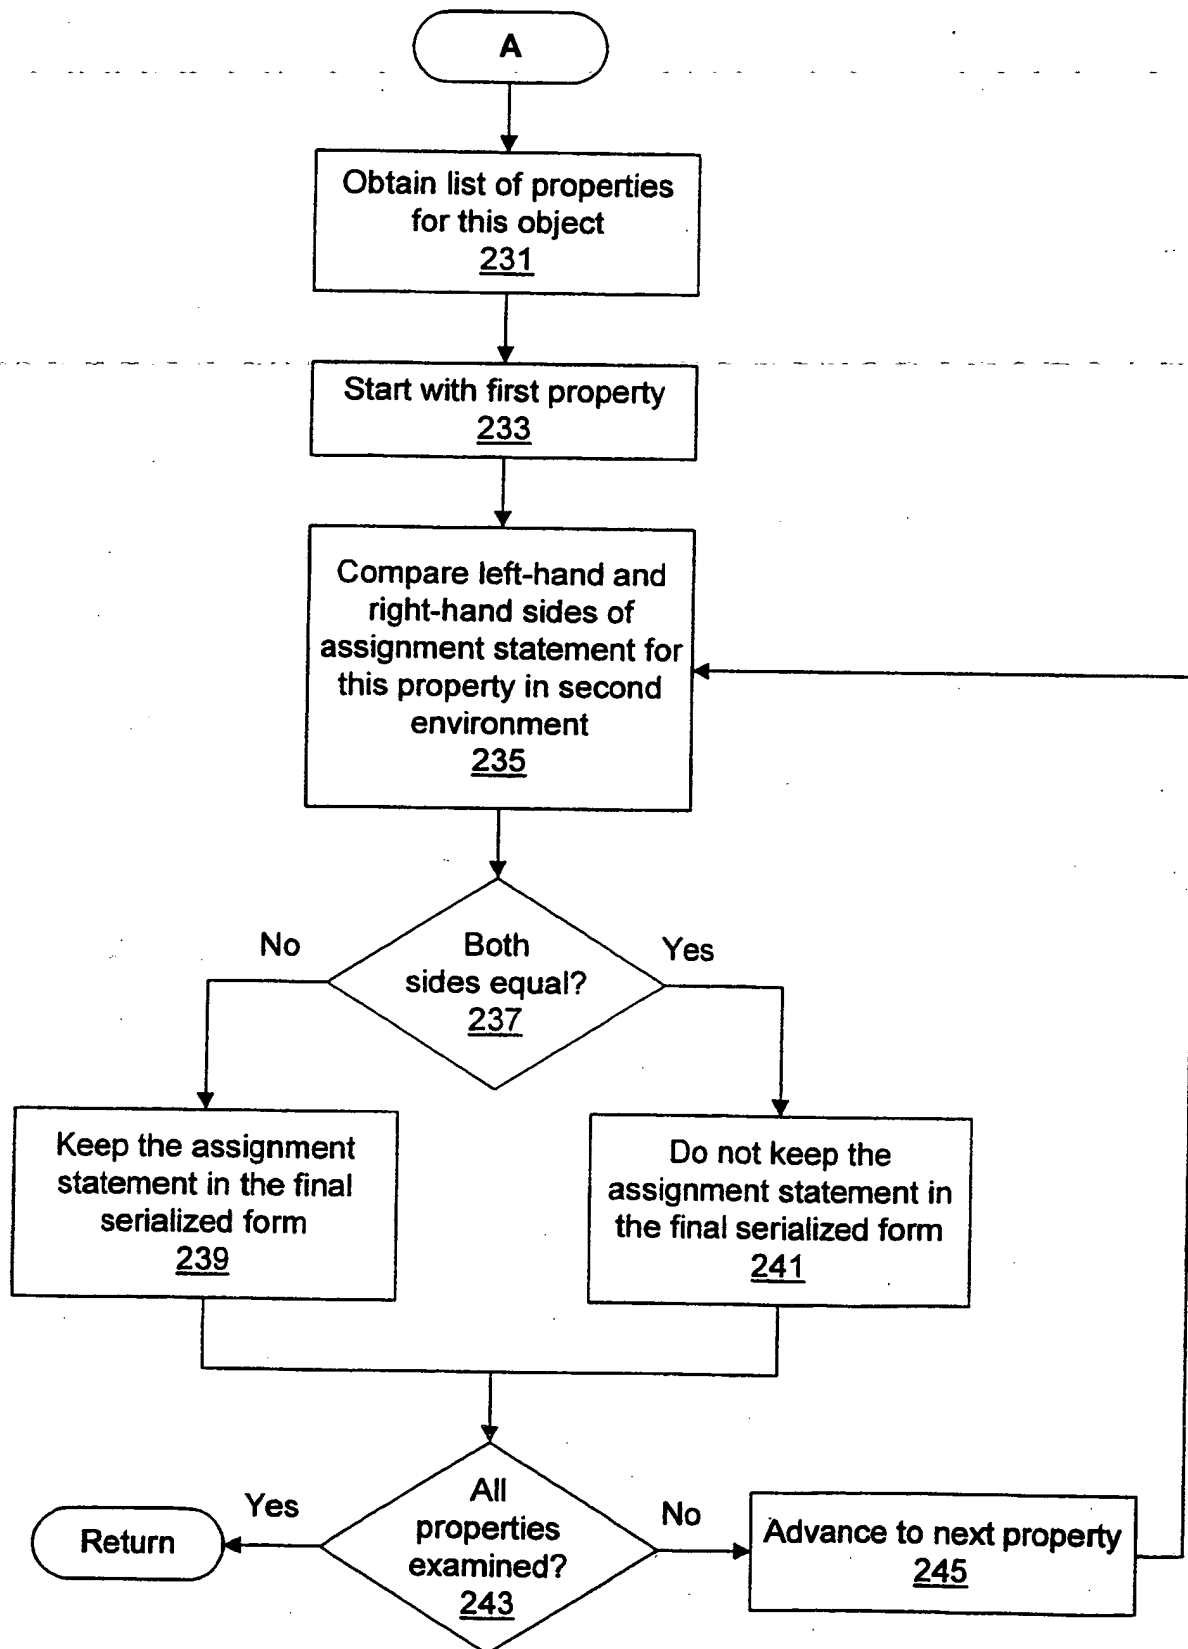 A
Obtain list of properties
for this object
231
Start with first property
233
Compare left-hand and
right-hand sides of
assignment statement for
this property in second
environment
235
No
Both
sides equal?
237
Yes
Keep the assignment
statement in the final
serialized form
239
Do not keep the
assignment statement in
the final serialized form
241
Return
Yes
All
properties
examined?
243
No
Advance to next property
245